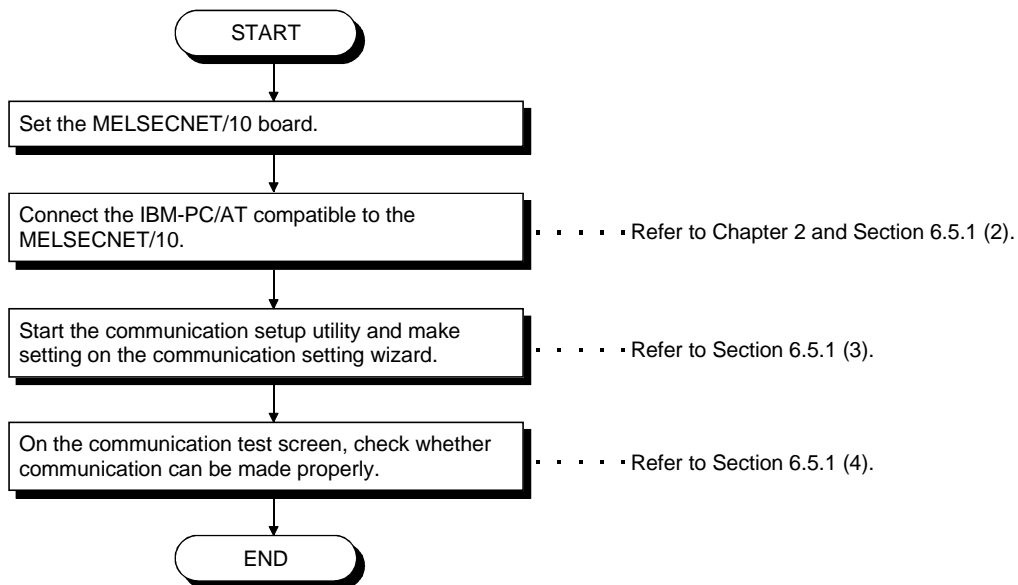 START
Set the MELSECNET/10 board.
Connect the IBM-PC/AT compatible to the
MELSECNET/10.
Refer to Chapter 2 and Section 6.5.1 (2).
Start the communication setup utility and make
setting on the communication setting wizard.
Refer to Section 6.5.1 (3).
On the communication test screen, check whether
communication can be made properly.
Refer to Section 6.5.1 (4).
END